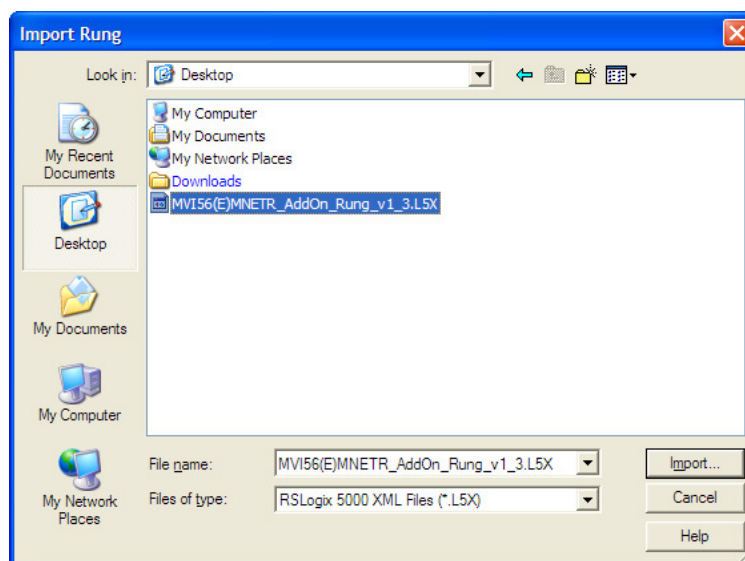 Import Rung
Look in:
Desktop
My Recent
Documents
Desktop
My Documents
My Computer
My Network
Places
My Computer
My Documents
My Network Places
Downloads
MVI56(E)MNETR_AddOn_Rung_v1_3.L5X
File name:
MVI56(E)MNETR_AddOn_Rung_v1_3.L5X
Import...
Files of type:
RSLogix 5000 XML Files (*.L5X)
Cancel
Help